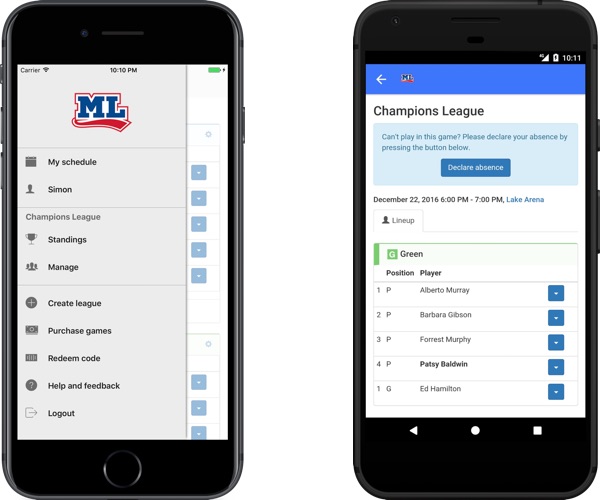 Carrier 10:10 PM
ML
My schedule
Simon
Champions League
Standings
Manage
Create league
Purchase games
Redeem code
Help and feedback
Logout
10:11
ML
Champions League
Can't play in this game? Please declare your absence by
pressing the button below.
Declare absence
December 22, 2016 6:00 PM - 7:00 PM, Lake Arena
Lineup
G Green
Position Player
1 P Alberto Murray
2 P Barbara Gibson
3 P Forrest Murphy
4 P Patsy Baldwin
1 G Ed Hamilton